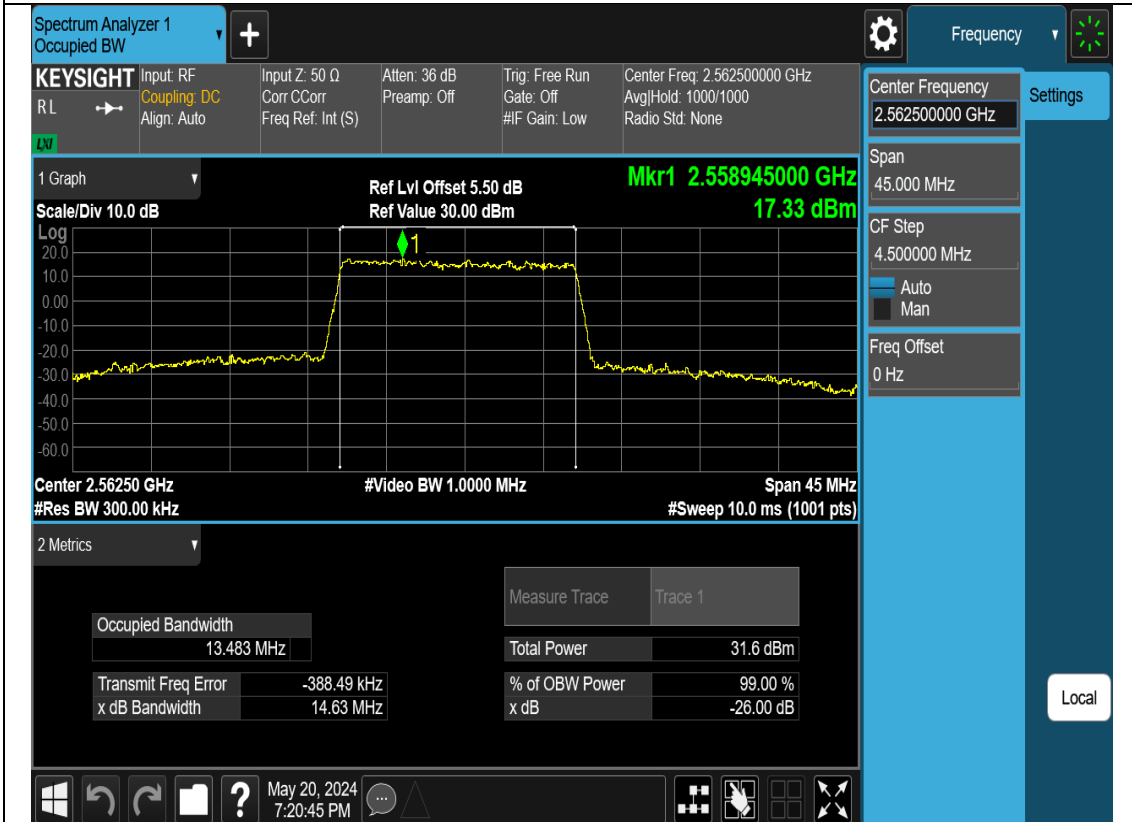 Spectrum Analyzer 1
Occupied BW
+
Frequency
KEYSIGHT
RL
LXI
Input: RF
Coupling: DC
Align: Auto
Input Z: 50 Ω
Corr CCorr
Freq Ref: Int (S)
Atten: 36 dB
Preamp: Off
Trig: Free Run
Gate: Off
#IF Gain: Low
Center Freq: 2.562500000 GHz
Avg|Hold: 1000/1000
Radio Std: None
Center Frequency
2.562500000 GHz
Settings
Span
45.000 MHz
CF Step
4.500000 MHz
Auto
Man
Freq Offset
0 Hz
Local
1 Graph
Scale/Div 10.0 dB
Ref Lvl Offset 5.50 dB
Ref Value 30.00 dBm
Mkr1 2.558945000 GHz
17.33 dBm
Log
20.0
10.0
0.00
-10.0
-20.0
-30.0
-40.0
-50.0
-60.0
1
Center 2.56250 GHz
#Video BW 1.0000 MHz
Span 45 MHz
#Res BW 300.00 kHz
#Sweep 10.0 ms (1001 pts)
2 Metrics
Measure Trace Trace 1
Occupied Bandwidth
13.483 MHz
Total Power 31.6 dBm
Transmit Freq Error -388.49 kHz
% of OBW Power 99.00 %
x dB Bandwidth 14.63 MHz
x dB -26.00 dB
?
May 20, 2024
7:20:45 PM